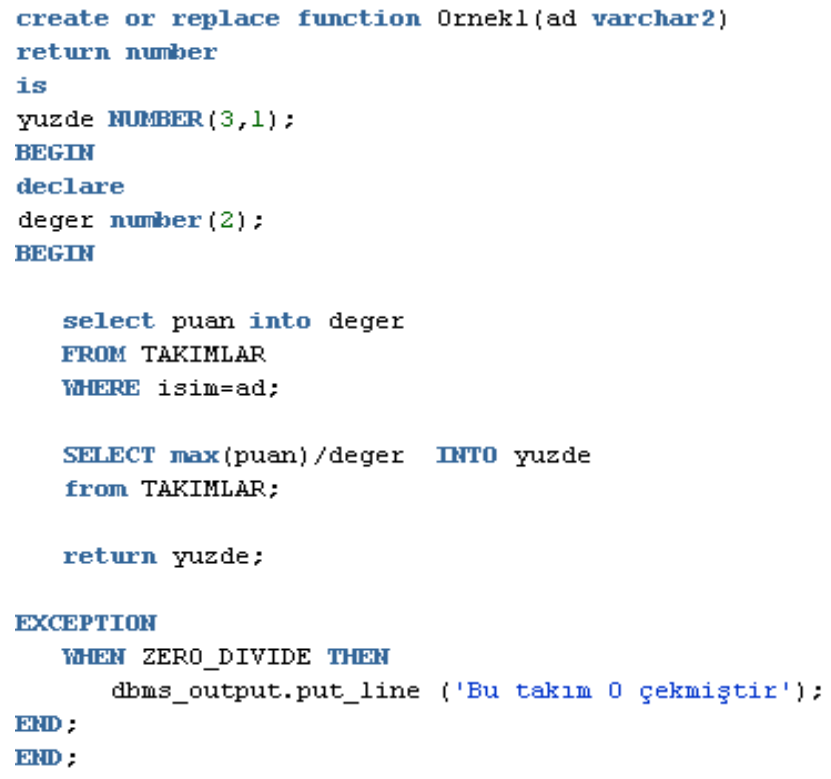 create or replace function Ornek1(ad varchar2)
return number
is
yuzde NUMBER(3,1);
BEGIN
declare
deger number(2);
BEGIN
select puan into deger
FROM TAKIMLAR
WHERE isim=ad;
SELECT max(puan)/deger  INTO yuzde
from TAKIMLAR;
return yuzde;
EXCEPTION
WHEN ZERO_DIVIDE THEN
dbms_output.put_line ('Bu takım 0 çekmiştir');
END;
END;